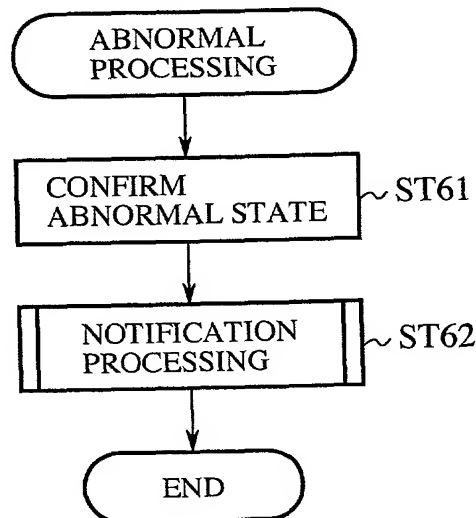 ABNORMAL
PROCESSING
CONFIRM
ABNORMAL STATE
ST61
NOTIFICATION
PROCESSING
ST62
END